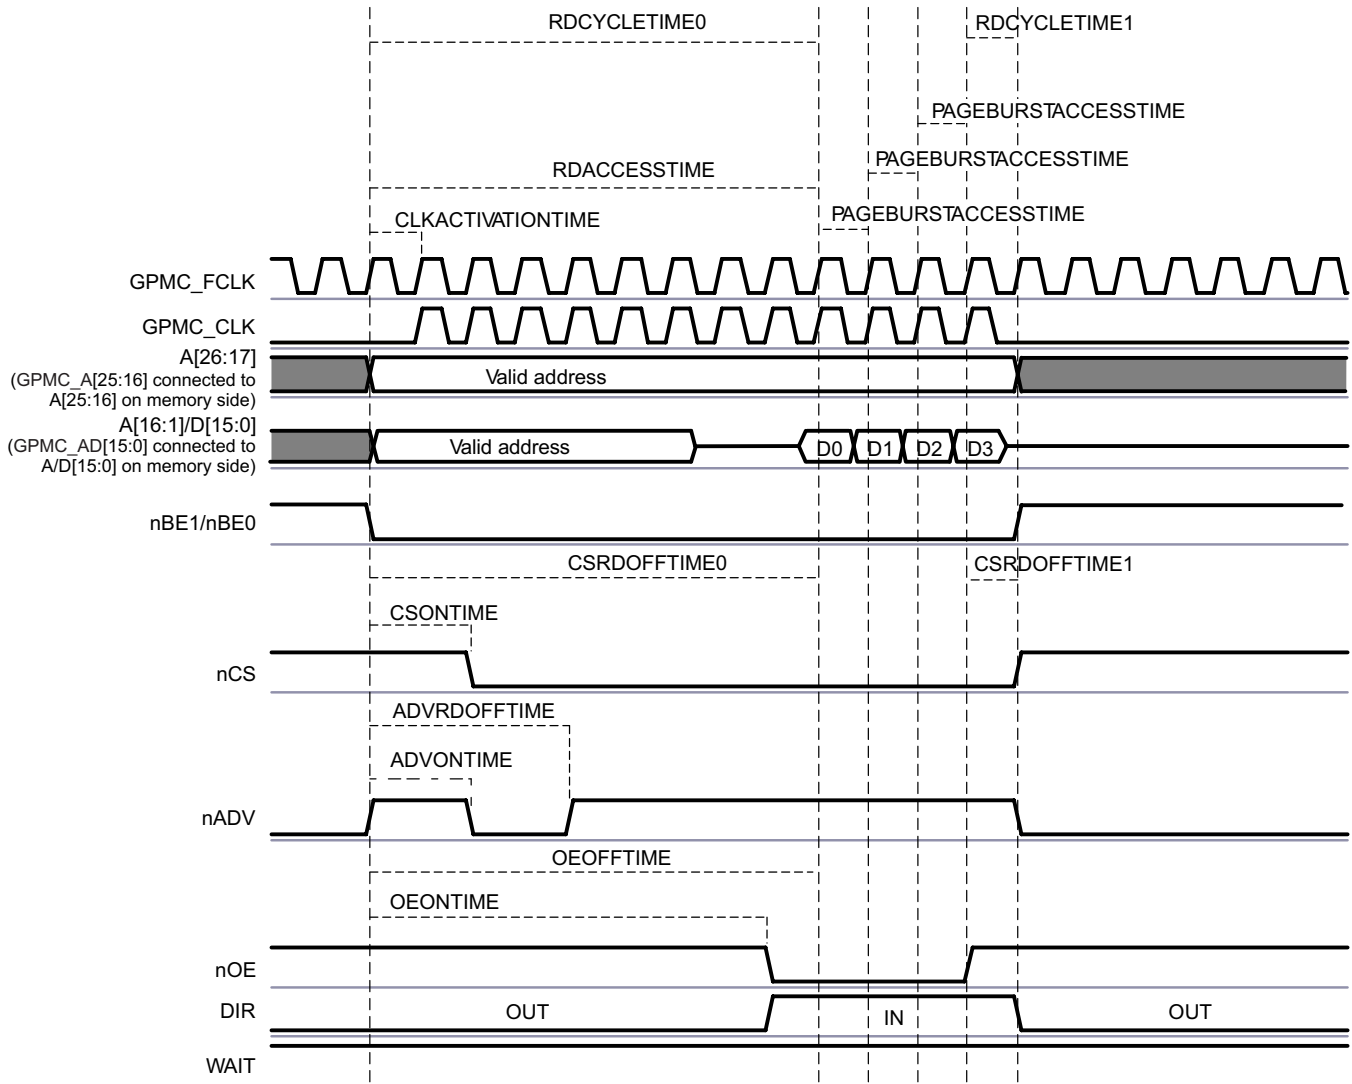 RDCYCLETIME0
RDCYCLETIME1
PAGEBURSTACCESSTIME
PAGEBURSTACCESSTIME
RDACCESSTIME
PAGEBURSTACCESSTIME
CLKACTIVATIONTIME
GPMC_FCLK
GPMC_CLK
A[26:17]
(GPMC_A[25:16] connected to
A[25:16] on memory side)
Valid address
A[16:1]/D[15:0]
(GPMC_AD[15:0] connected to
A/D[15:0] on memory side)
Valid address
D0
D1
D2
D3
nBE1/nBE0
CSRDOFFTIME0
CSRDOFFTIME1
CSONTIME
nCS
ADVRDOFFTIME
ADVONTIME
nADV
OEOFFTIME
OEONTIME
nOE
DIR
OUT
IN
OUT
WAIT